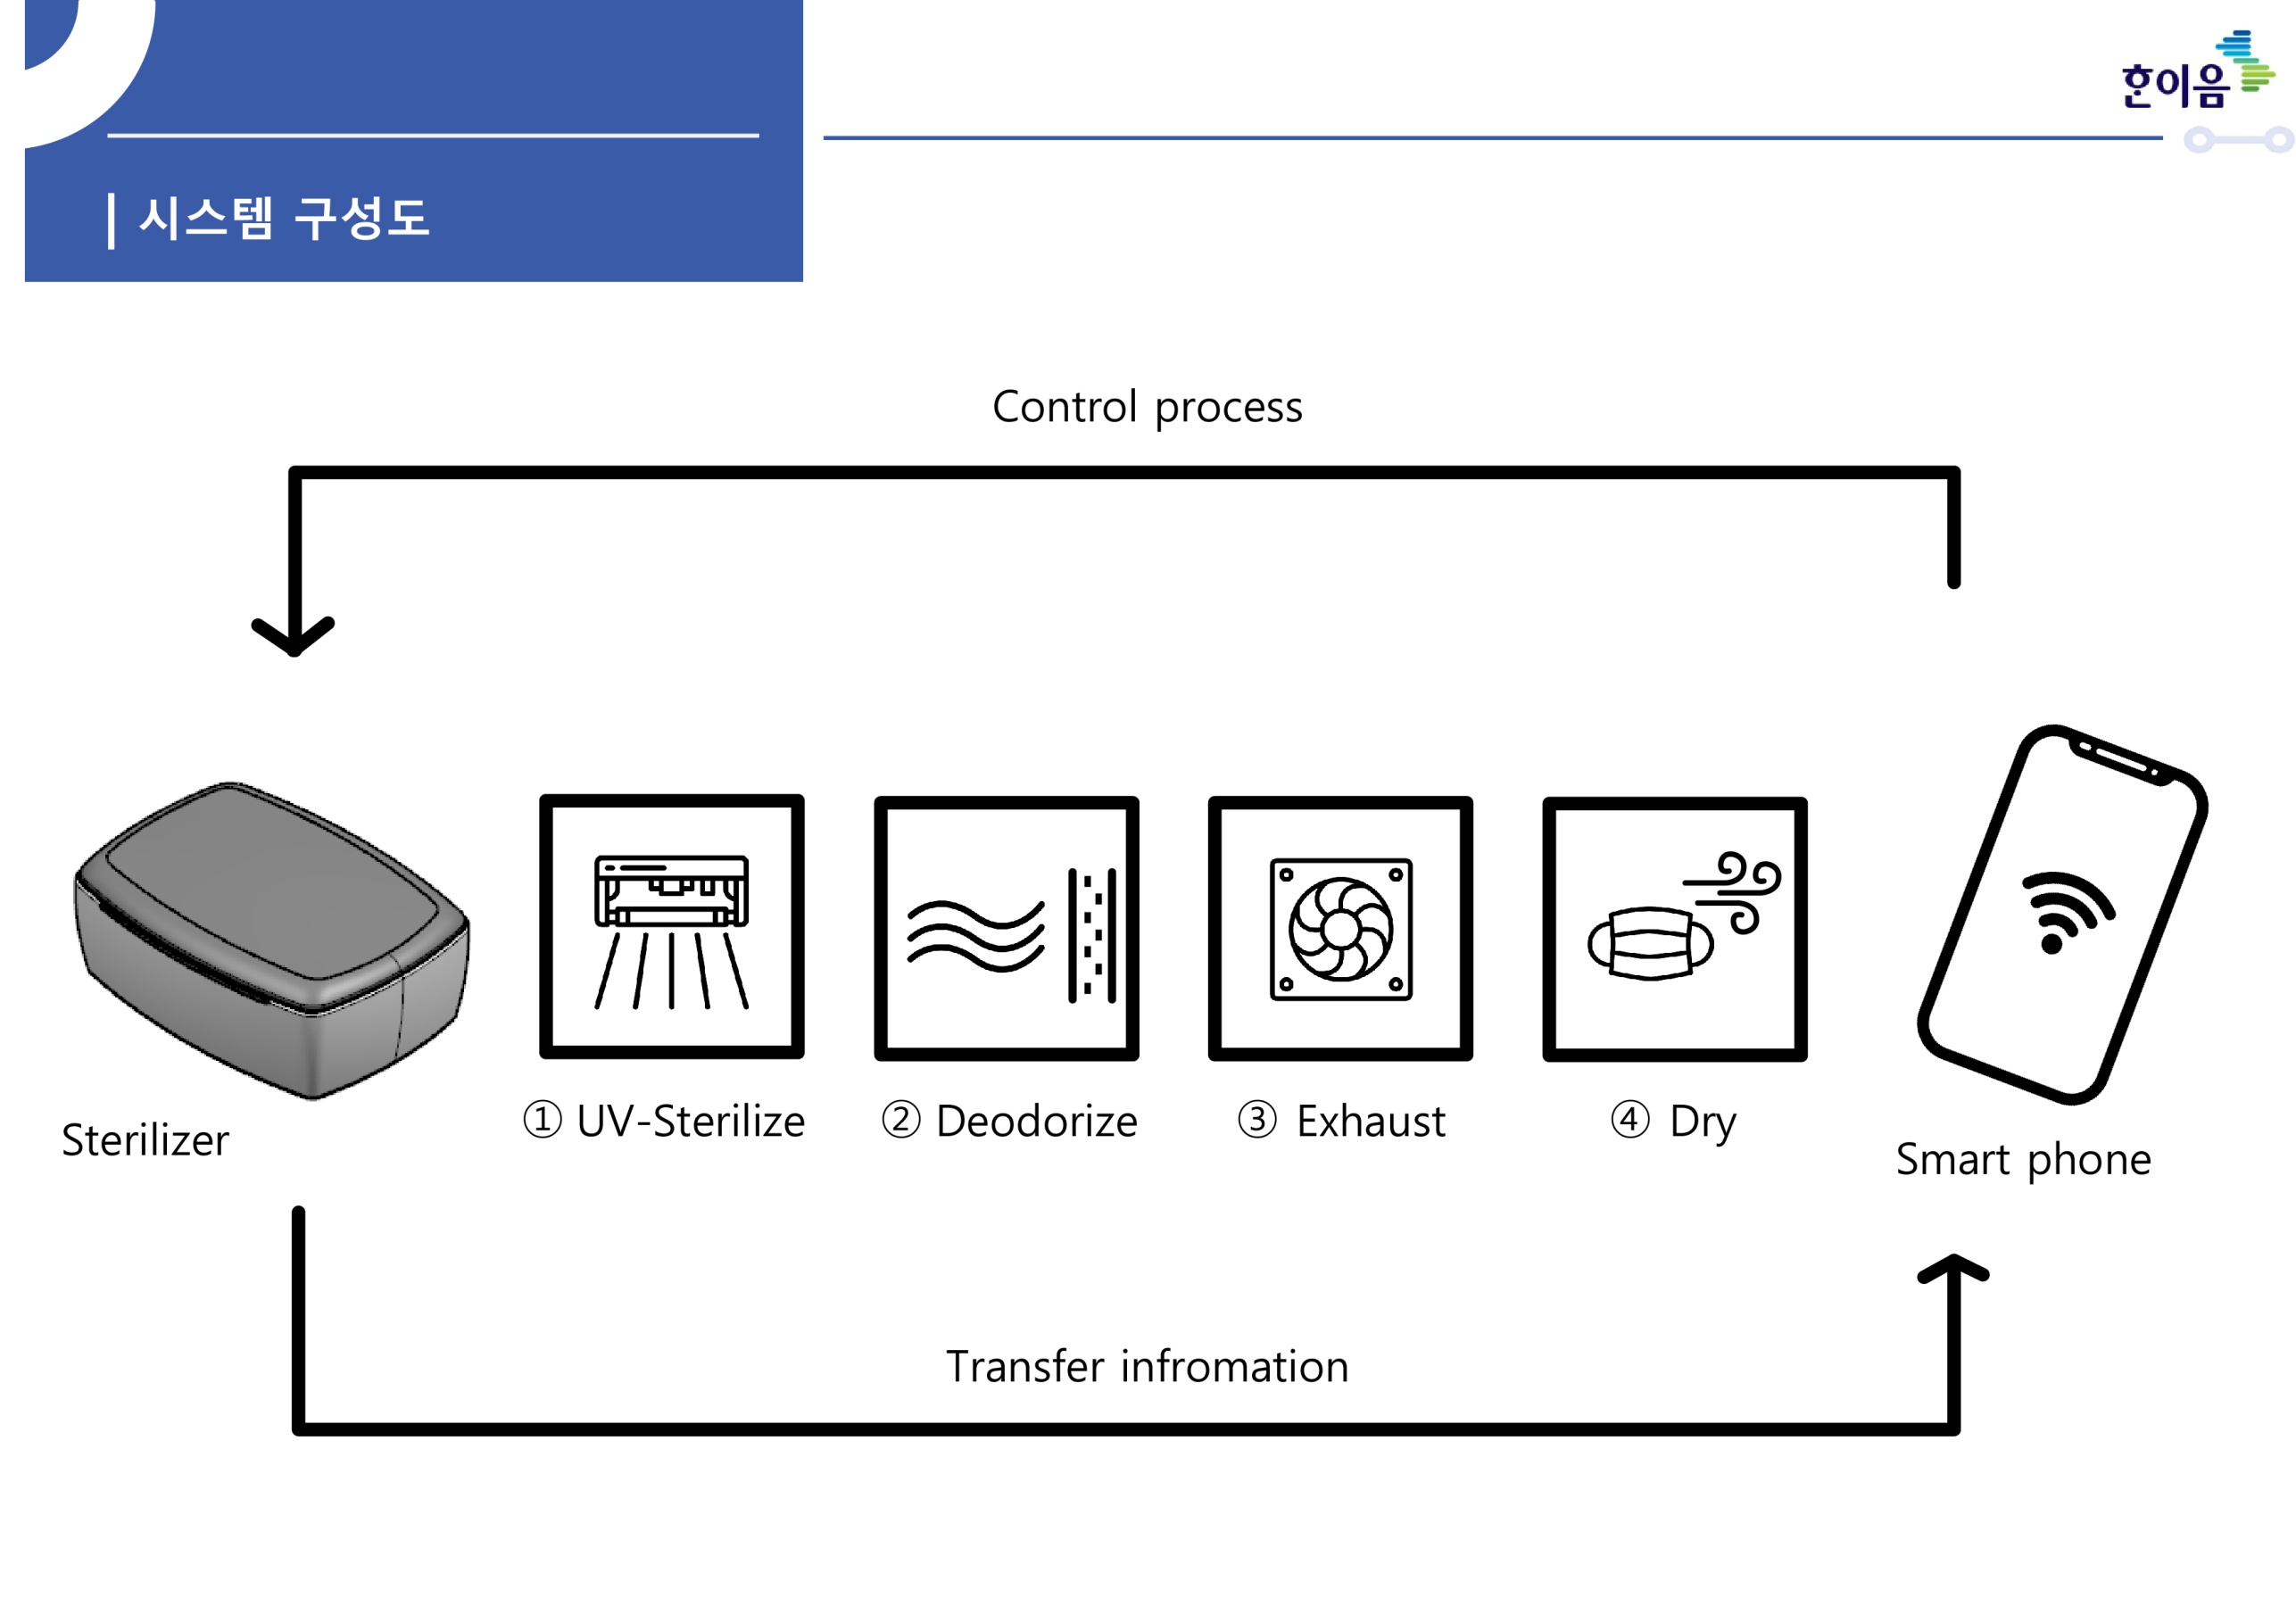 한이음
| 시스템 구성도
Control process
Sterilizer
① UV-Sterilize
② Deodorize
③ Exhaust
④ Dry
Smart phone
Transfer infromation